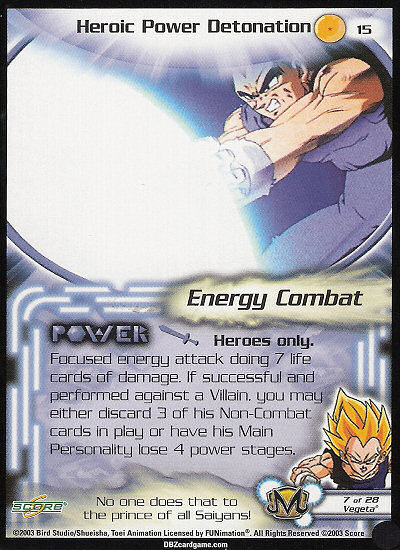 Heroic Power Detonation 15
Energy Combat
POWER Heroes only.
Focused energy attack doing 7 life
cards of damage. If successful and
performed against a Villain, you may
either discard 3 of his Non-Combat
cards in play or have his Main
Personality lose 4 power stages.
No one does that to
the prince of all Saiyans!
SCORE
M
7 of 28
Vegeta
©2003 Bird Studio/Shueisha, Toei Animation Licensed by FUNimation®. All Rights Reserved ©2003 Score
DBZcardgame.com